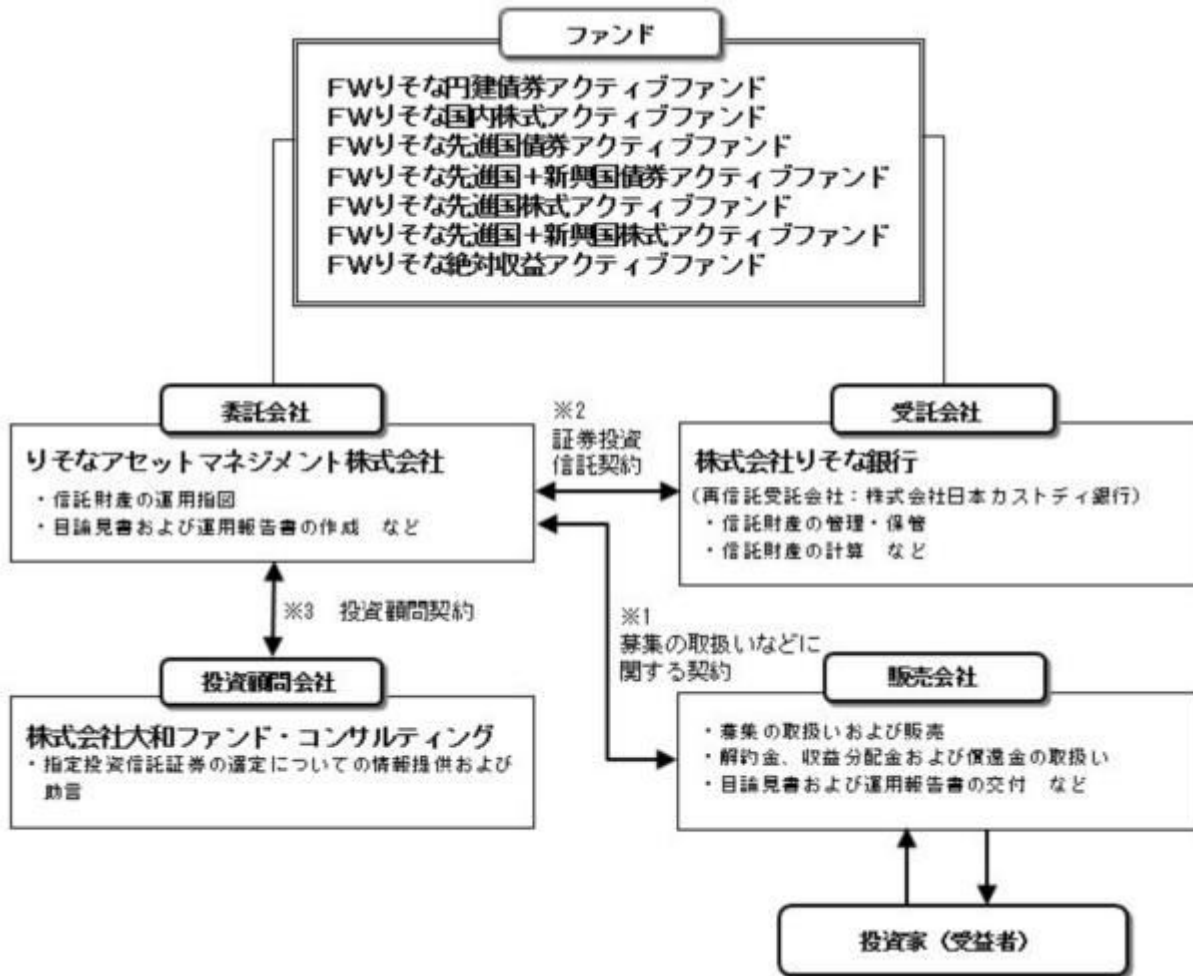 ファンド
FWりそな円建債券アクティブファンド
FWりそな国内株式アクティブファンド
FWりそな先進国債券アクティブファンド
FWりそな先進国+新興国債券アクティブファンド
FWりそな先進国株式アクティブファンド
FWりそな先進国+新興国株式アクティブファンド
FWりそな絶対収益アクティブファンド
委託会社
りそなアセットマネジメント株式会社
・信託財産の運用指図
・目論見書および運用報告書の作成 など
※2
証券投資
信託契約
受託会社
株式会社りそな銀行
(再信託受託会社:株式会社日本カストディ銀行)
・信託財産の管理・保管
・信託財産の計算 など
※3 投資顧問契約
※1
募集の取扱いなどに
関する契約
投資顧問会社
株式会社大和ファンド・コンサルティング
・指定投資信託証券の選定についての情報提供および
助言
販売会社
・募集の取扱いおよび販売
・解約金、収益分配金および償還金の取扱い
・目論見書および運用報告書の交付 など
投資家(受益者)